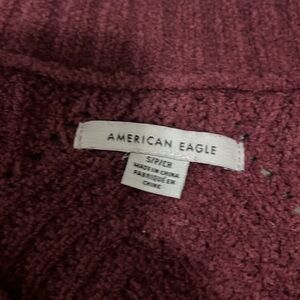 AMERICAN EAGLE
S/P/CH
MADE IN CHINA
FABRIQUÉ EN
CHINE